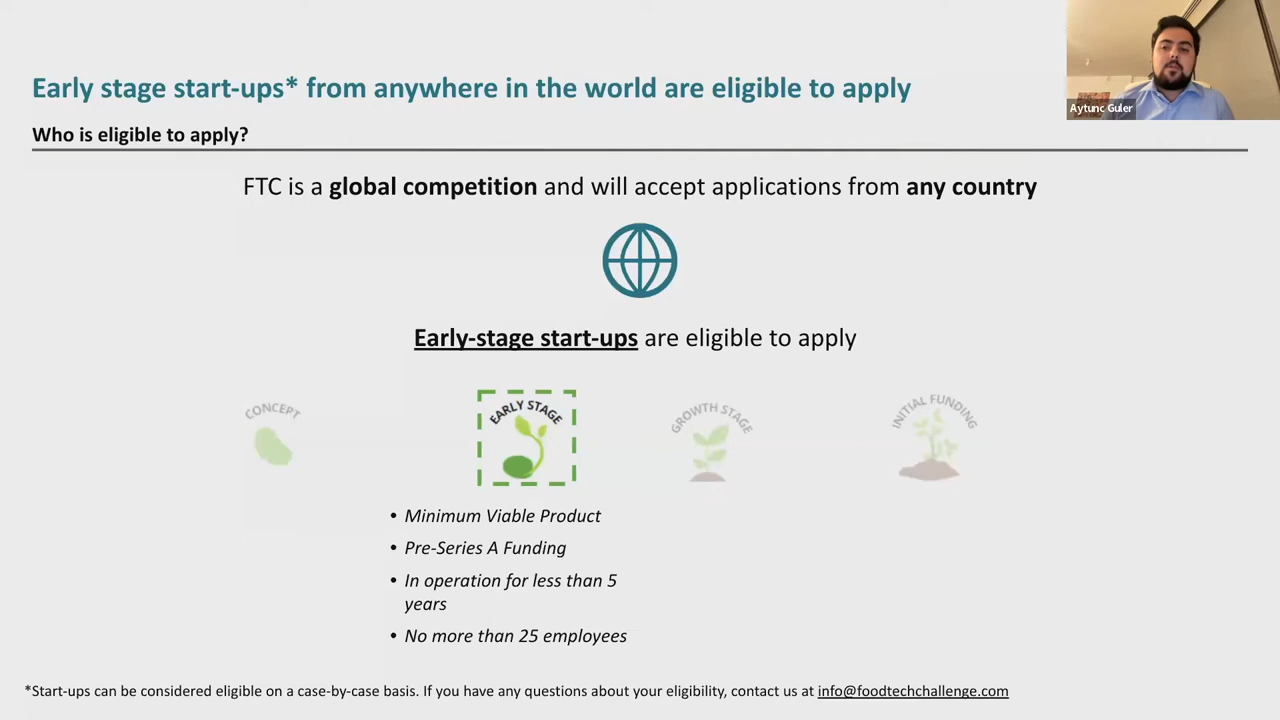 Early stage start-ups* from anywhere in the world are eligible to apply
Aytunc Guler
Who is eligible to apply?
FTC is a global competition and will accept applications from any country
Early-stage start-ups are eligible to apply
CONCEPT
EARLY STAGE
GROWTH STAGE
INITIAL FUNDING
• Minimum Viable Product
• Pre-Series A Funding
• In operation for less than 5
years
• No more than 25 employees
*Start-ups can be considered eligible on a case-by-case basis. If you have any questions about your eligibility, contact us at info@foodtechchallenge.com